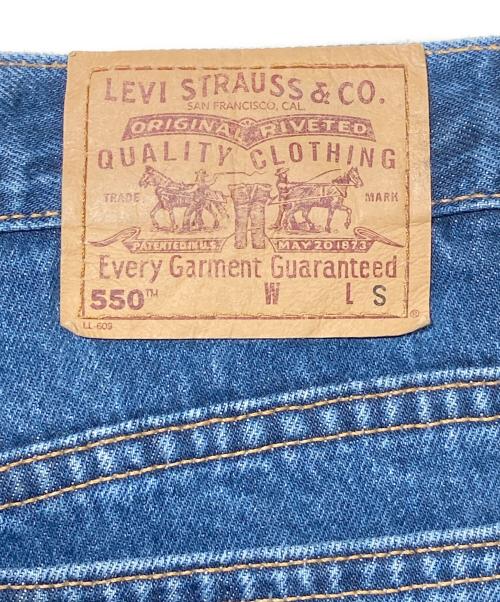 LEVI STRAUSS & CO.
SAN FRANCISCO, CAL.
ORIGINAL RIVETED
QUALITY CLOTHING
TRADE MARK
PATENTED IN U.S. MAY 20 1873
Every Garment Guaranteed
550™ W L S
LL-609 ®